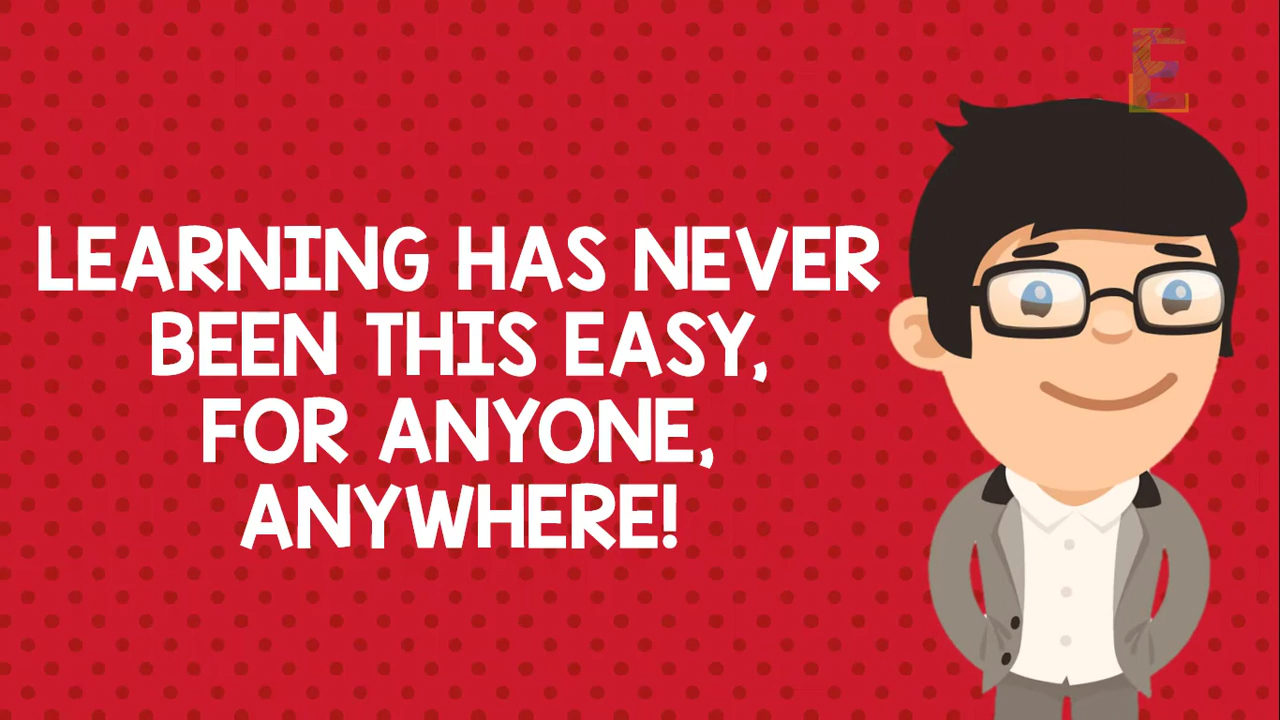 E
LEARNING HAS NEVER
BEEN THIS EASY,
FOR ANYONE,
ANYWHERE!